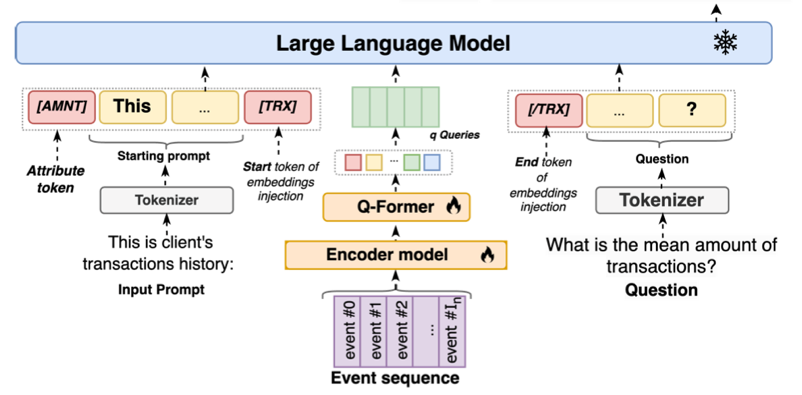 Large Language Model
[AMNT]
This
...
[TRX]
[/TRX]
...
?
q Queries
Attribute
token
Starting prompt
Start token of
embeddings
injection
...
End token
of
embeddings
injection
Question
Tokenizer
Q-Former
Tokenizer
This is client's
transactions history:
Input Prompt
Encoder model
What is the mean amount of
transactions?
Question
event #0
event #1
event #2
...
event #In
Event sequence